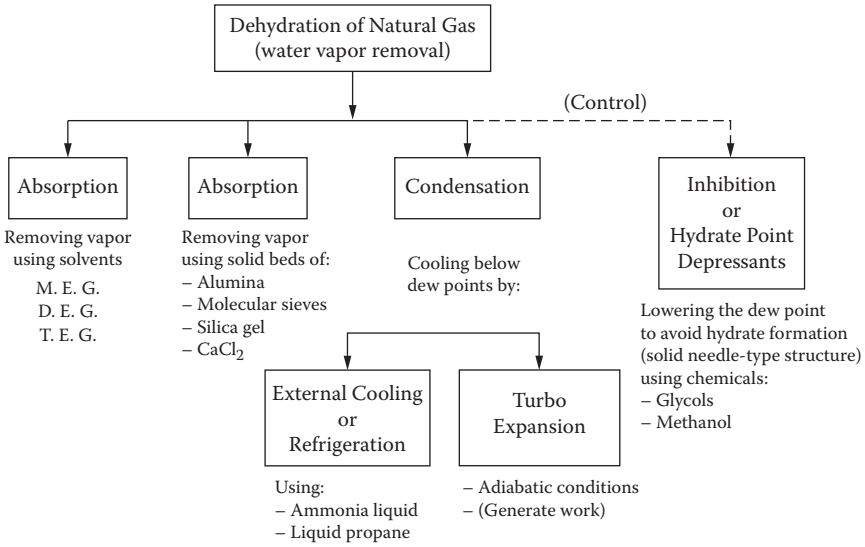 Dehydration of Natural Gas
(water vapor removal)
(Control)
Absorption
Removing vapor
using solvents
M. E. G.
D. E. G.
T. E. G.
Absorption
Removing vapor
using solid beds of:
– Alumina
– Molecular sieves
– Silica gel
– CaCl₂
Condensation
Cooling below
dew points by:
External Cooling
or
Refrigeration
Using:
– Ammonia liquid
– Liquid propane
Turbo
Expansion
– Adiabatic conditions
– (Generate work)
Inhibition
or
Hydrate Point
Depressants
Lowering the dew point
to avoid hydrate formation
(solid needle-type structure)
using chemicals:
– Glycols
– Methanol